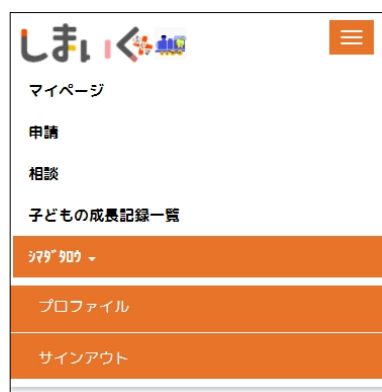 しまいく
マイページ
申請
相談
子どもの成長記録一覧
ｼﾏﾀﾞﾀﾛｳ
プロファイル
サインアウト